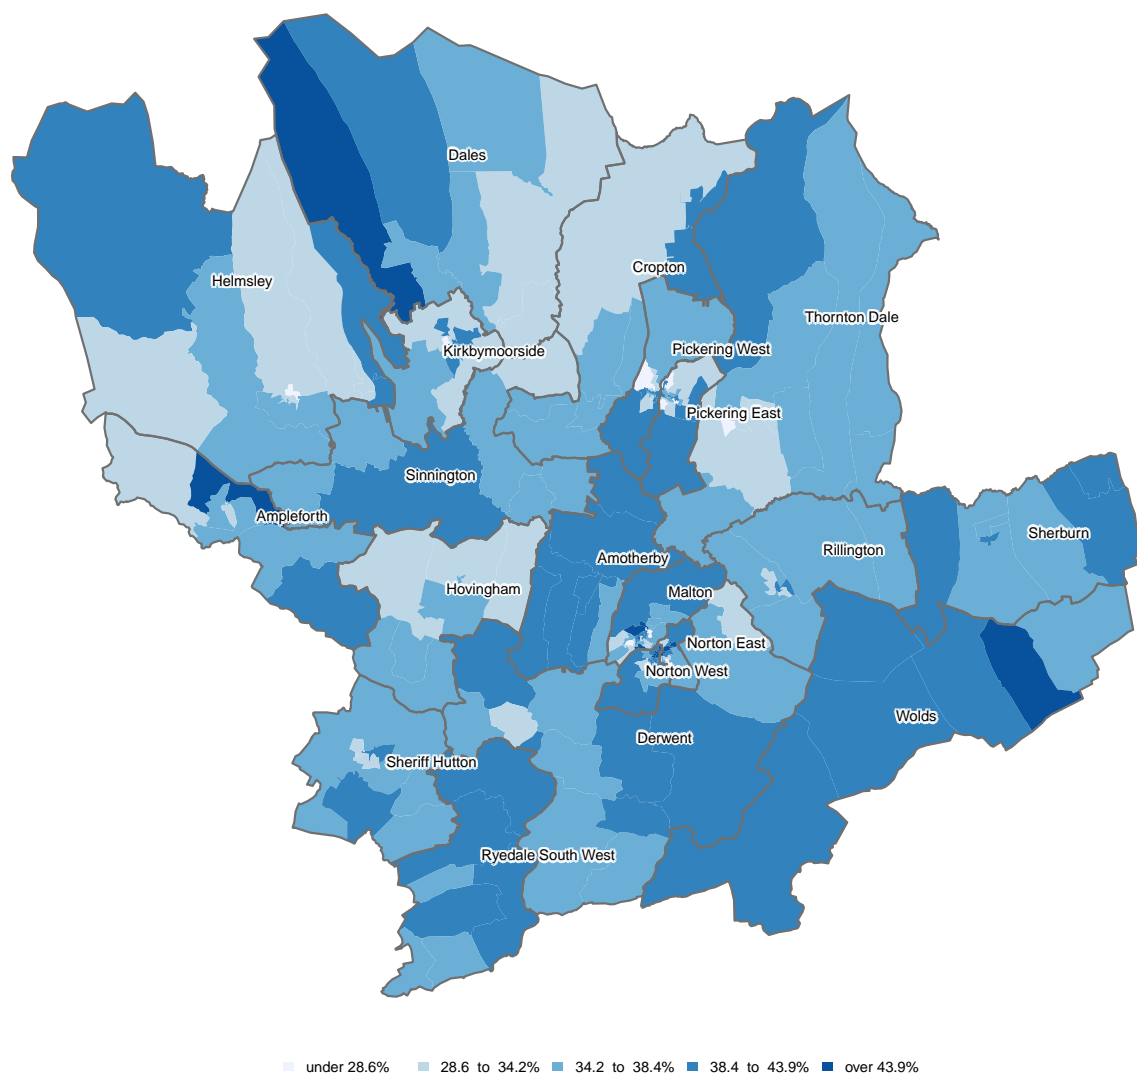 Dales
Cropton
Helmsley
Thornton Dale
Pickering West
Kirkbymoorside
Pickering East
Sinnington
Ampleforth
Sherburn
Rillington
Amotherby
Hovingham
Malton
Norton East
Norton West
Wolds
Derwent
Sheriff Hutton
Ryedale South West
under 28.6% 28.6 to 34.2% 34.2 to 38.4% 38.4 to 43.9% over 43.9%